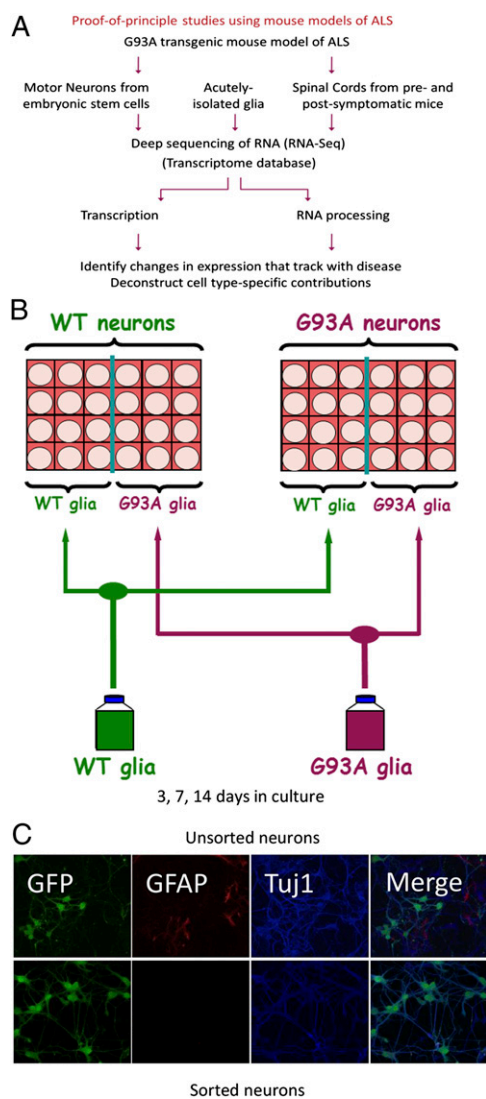 A
Proof-of-principle studies using mouse models of ALS
G93A transgenic mouse model of ALS
Motor Neurons from embryonic stem cells
Acutely-isolated glia
Spinal Cords from pre- and post-symptomatic mice
Deep sequencing of RNA (RNA-Seq)
(Transcriptome database)
Transcription
RNA processing
Identify changes in expression that track with disease
Deconstruct cell type-specific contributions
B
WT neurons
G93A neurons
WT glia
G93A glia
WT glia
G93A glia
WT glia
G93A glia
3, 7, 14 days in culture
C
Unsorted neurons
GFP
GFAP
Tuj1
Merge
Sorted neurons